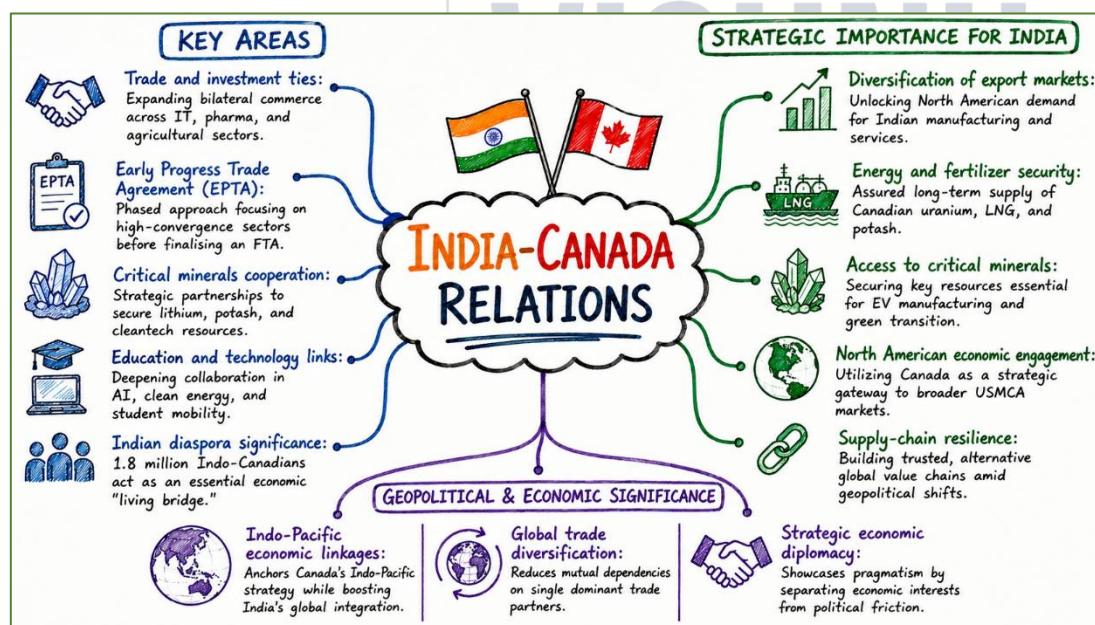 KEY AREAS
Trade and investment ties:
Expanding bilateral commerce
across IT, pharma, and
agricultural sectors.
EPTA
Early Progress Trade
Agreement (EPTA):
Phased approach focusing on
high-convergence sectors
before finalising an FTA.
Critical minerals cooperation:
Strategic partnerships to
secure lithium, potash, and
cleantech resources.
Education and technology links:
Deepening collaboration in
AI, clean energy, and
student mobility.
Indian diaspora significance:
1.8 million Indo-Canadians
act as an essential economic
"living bridge."
INDIA-CANADA
RELATIONS
STRATEGIC IMPORTANCE FOR INDIA
Diversification of export markets:
Unlocking North American demand
for Indian manufacturing and
services.
LNG
Energy and fertilizer security:
Assured long-term supply of
Canadian uranium, LNG, and
potash.
Access to critical minerals:
Securing key resources essential
for EV manufacturing and
green transition.
North American economic engagement:
Utilizing Canada as a strategic
gateway to broader USMCA
markets.
Supply-chain resilience:
Building trusted, alternative
global value chains amid
geopolitical shifts.
GEOPOLITICAL & ECONOMIC SIGNIFICANCE
Indo-Pacific
economic linkages:
Anchors Canada's Indo-Pacific
strategy while boosting
India's global integration.
Global trade
diversification:
Reduces mutual dependencies
on single dominant trade
partners.
Strategic economic
diplomacy:
Showcases pragmatism by
separating economic interests
from political friction.